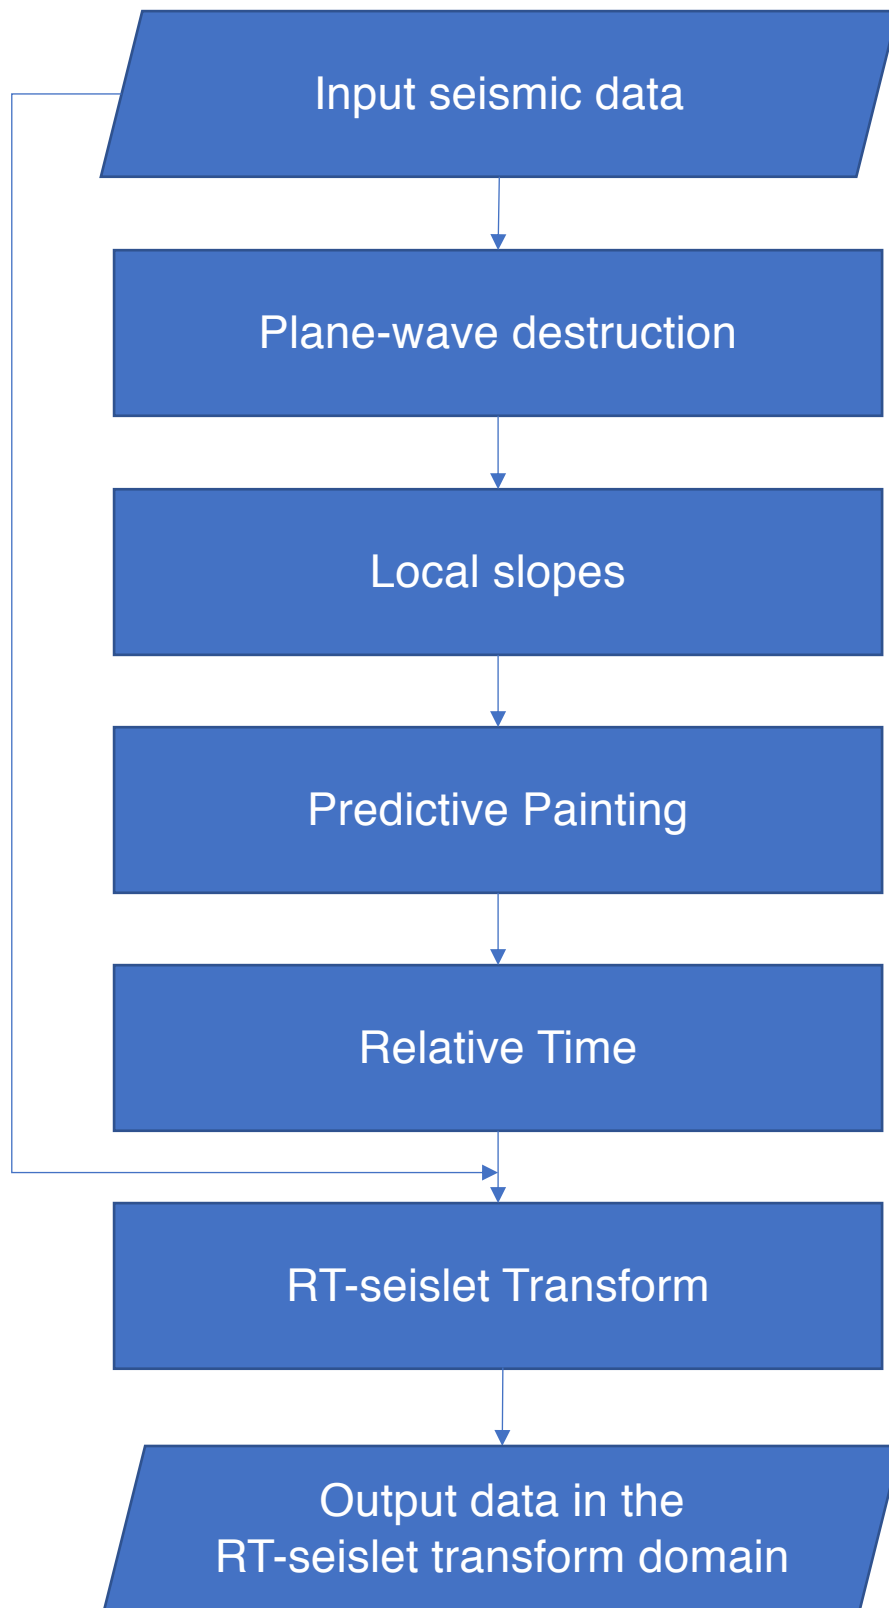 Input seismic data
Plane-wave destruction
Local slopes
Predictive Painting
Relative Time
RT-seislet Transform
Output data in the
RT-seislet transform domain